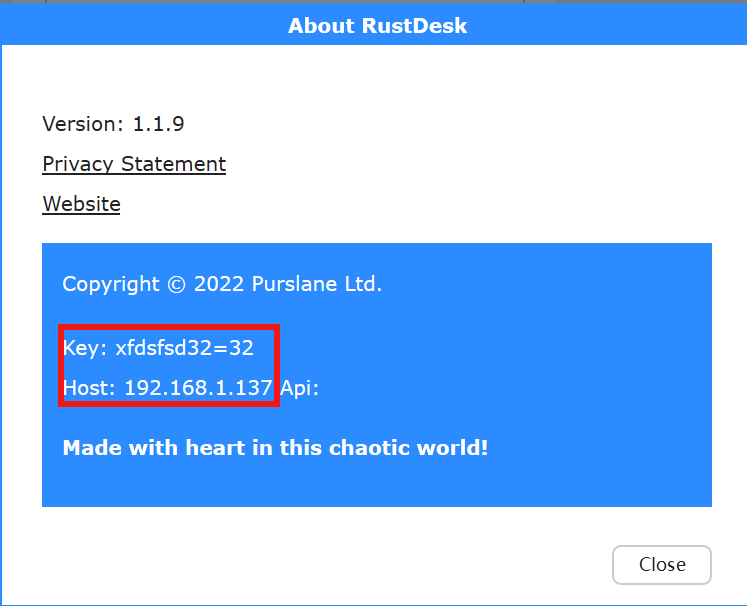 About RustDesk
Version: 1.1.9
Privacy Statement
Website
Copyright © 2022 Purslane Ltd.
Key: xfdsfsd32=32
Host: 192.168.1.137 Api:
Made with heart in this chaotic world!
Close